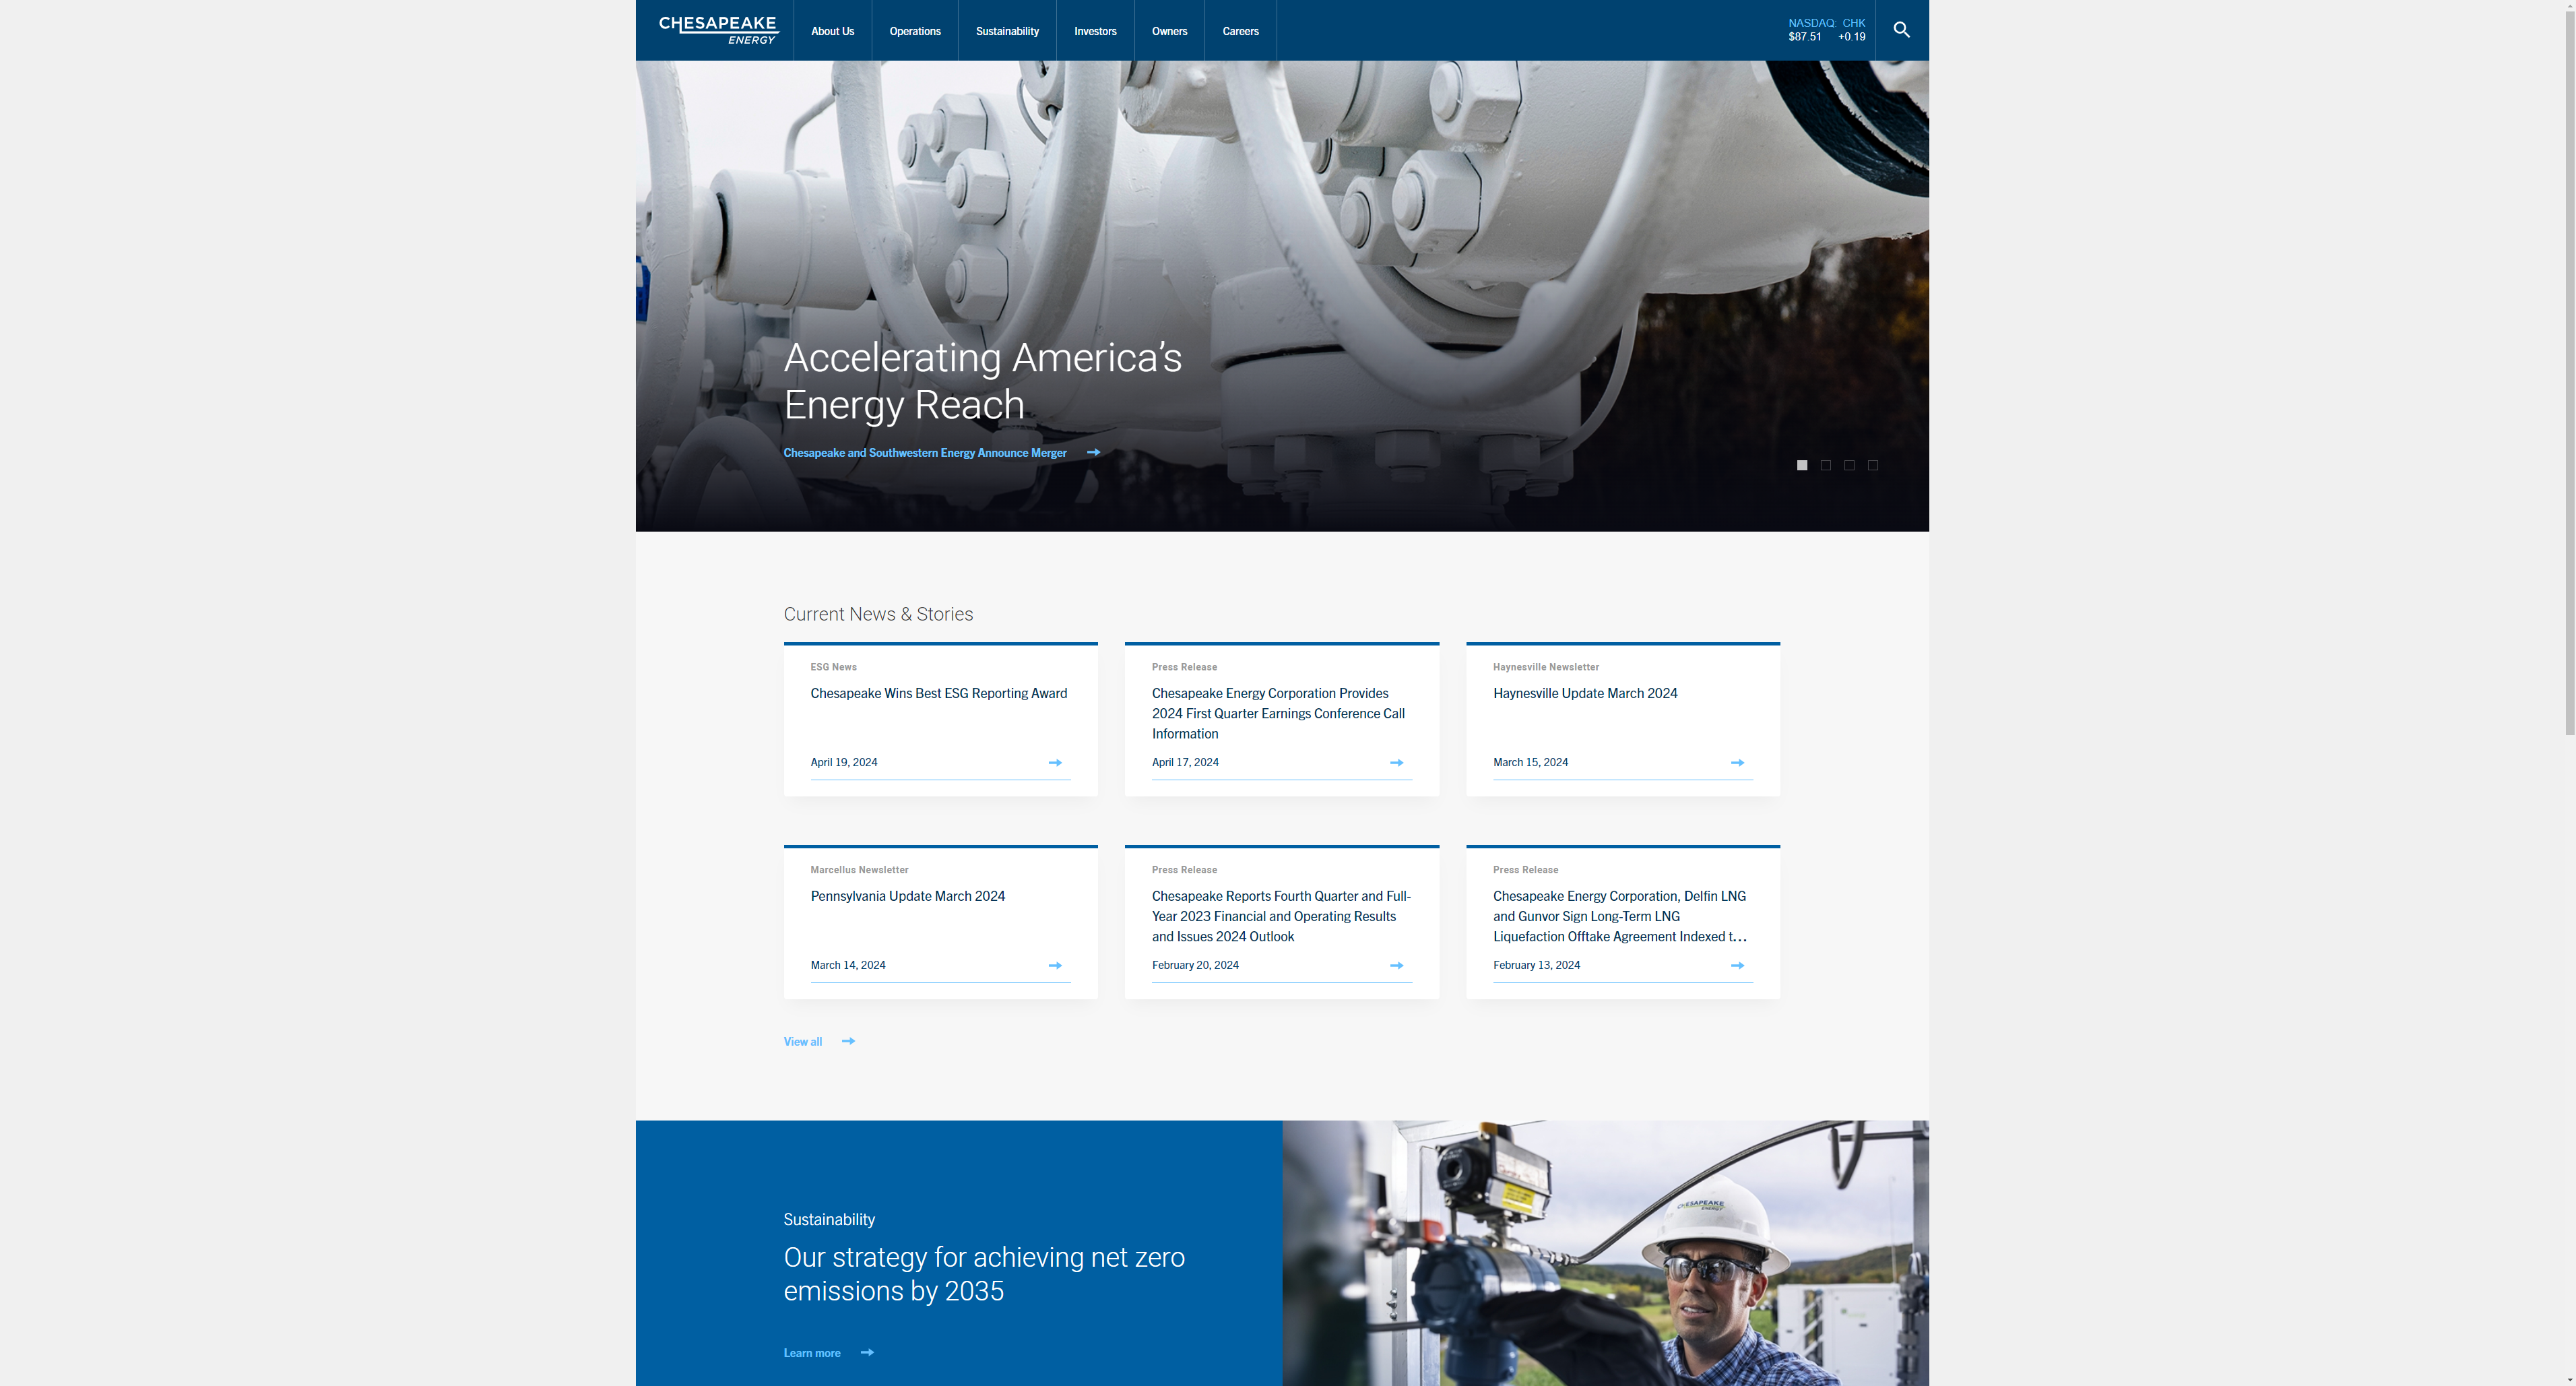 CHESAPEAKE
ENERGY
About Us
Operations
Sustainability
Investors
Owners
Careers
NASDAQ: CHK
$87.51 +0.19
Accelerating America’s
Energy Reach
Chesapeake and Southwestern Energy Announce Merger
Current News & Stories
ESG News
Chesapeake Wins Best ESG Reporting Award
April 19, 2024
Press Release
Chesapeake Energy Corporation Provides
2024 First Quarter Earnings Conference Call
Information
April 17, 2024
Haynesville Newsletter
Haynesville Update March 2024
March 15, 2024
Marcellus Newsletter
Pennsylvania Update March 2024
March 14, 2024
Press Release
Chesapeake Reports Fourth Quarter and Full-
Year 2023 Financial and Operating Results
and Issues 2024 Outlook
February 20, 2024
Press Release
Chesapeake Energy Corporation, Delfin LNG
and Gunvor Sign Long-Term LNG
Liquefaction Offtake Agreement Indexed t...
February 13, 2024
View all
Sustainability
Our strategy for achieving net zero
emissions by 2035
Learn more
CHESAPEAKE
ENERGY